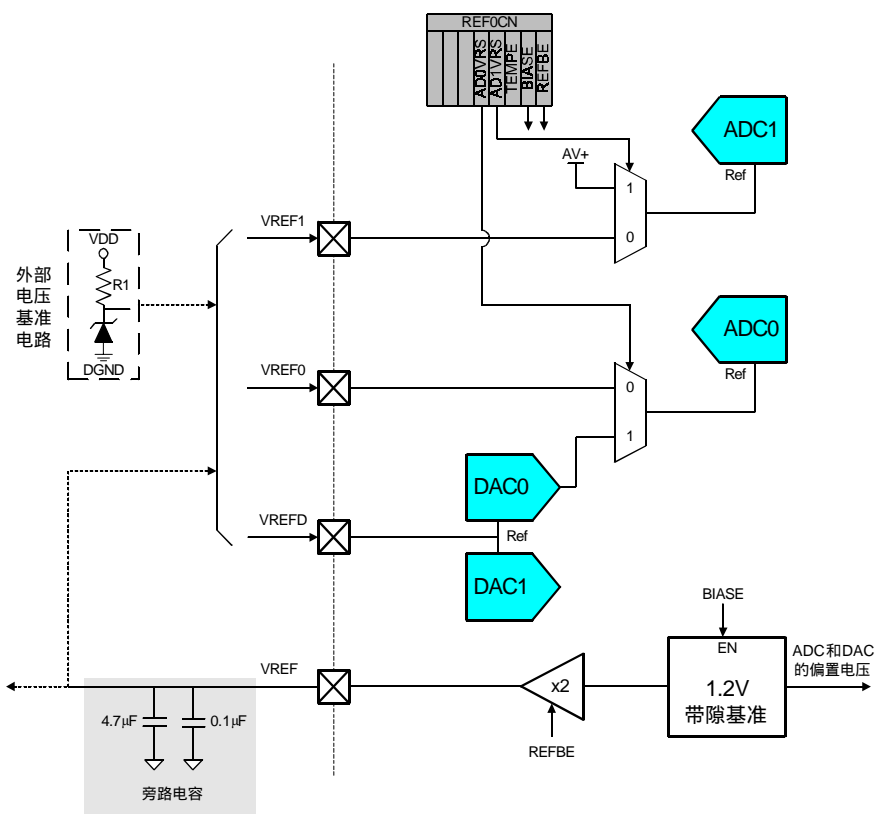 REF0CN
AD0VRS
AD1VRS
TEMPE
BIASE
REFBE
ADC1
Ref
AV+
1
0
VREF1
外部
电压
基准
电路
VDD
R1
DGND
ADC0
Ref
VREF0
0
1
DAC0
VREFD
Ref
DAC1
BIASE
EN
1.2V
带隙基准
ADC和DAC
的偏置电压
VREF
x2
REFBE
4.7μF
0.1μF
旁路电容